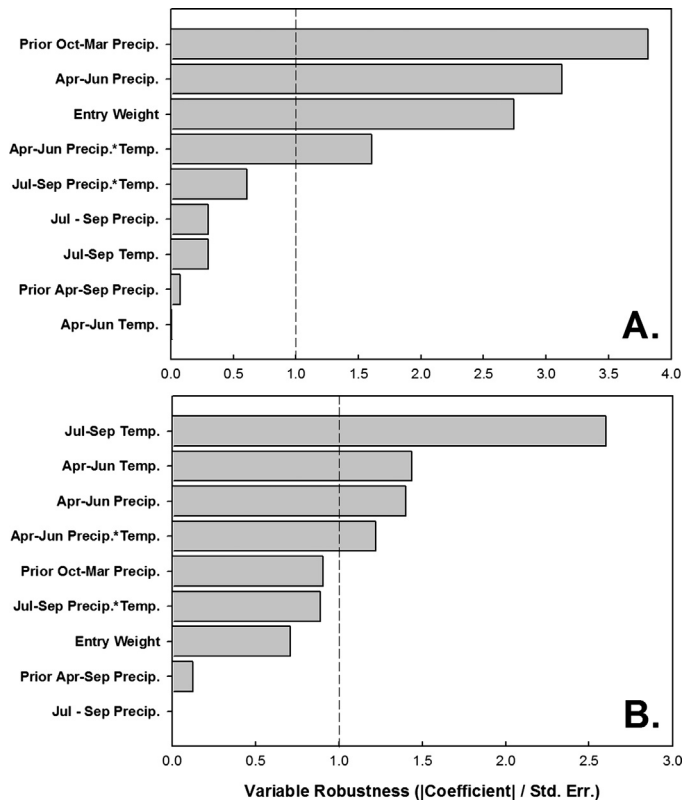 Prior Oct-Mar Precip.
Apr-Jun Precip.
Entry Weight
Apr-Jun Precip.*Temp.
Jul-Sep Precip.*Temp.
Jul - Sep Precip.
Jul-Sep Temp.
Prior Apr-Sep Precip.
Apr-Jun Temp.
A.
0.0 0.5 1.0 1.5 2.0 2.5 3.0 3.5 4.0
Jul-Sep Temp.
Apr-Jun Temp.
Apr-Jun Precip.
Apr-Jun Precip.*Temp.
Prior Oct-Mar Precip.
Jul-Sep Precip.*Temp.
Entry Weight
Prior Apr-Sep Precip.
Jul - Sep Precip.
B.
0.0 0.5 1.0 1.5 2.0 2.5 3.0
Variable Robustness (|Coefficient| / Std. Err.)